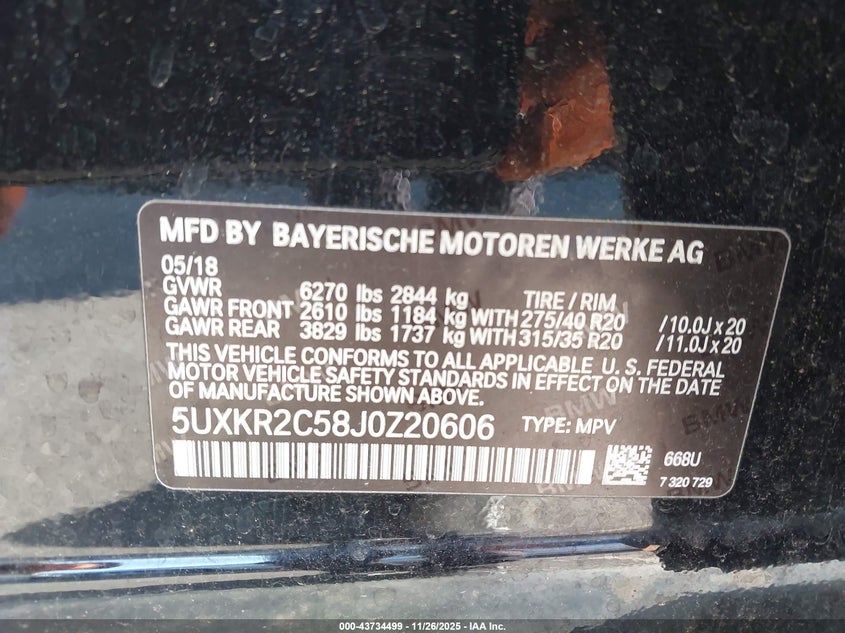 MFD BY BAYERISCHE MOTOREN WERKE AG
05/18
GVWR 6270 lbs 2844 kg TIRE / RIM
GAWR FRONT 2610 lbs 1184 kg WITH 275/40 R20 / 10.0J x 20
GAWR REAR 3829 lbs 1737 kg WITH 315/35 R20 / 11.0J x 20
THIS VEHICLE CONFORMS TO ALL APPLICABLE U. S. FEDERAL
MOTOR VEHICLE SAFETY STANDARDS IN EFFECT ON THE DATE
OF MANUFACTURE SHOWN ABOVE.
5UXKR2C58J0Z20606 TYPE: MPV
668U
7 320 729
000-43734499 - 11/26/2025 - IAA Inc.